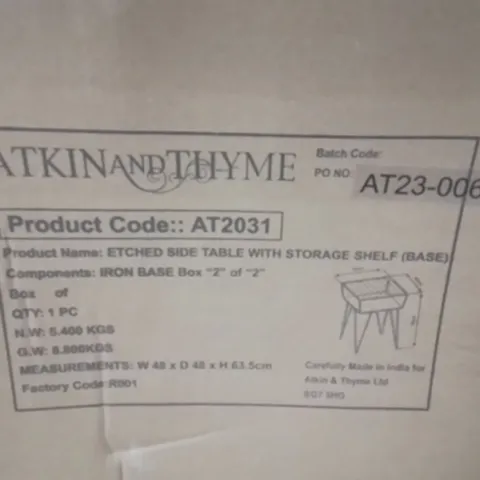 ATKIN AND THYME
Batch Code:
PO NO: AT23-006
Product Code:: AT2031
Product Name: ETCHED SIDE TABLE WITH STORAGE SHELF (BASE)
Components: IRON BASE Box "2" of "2"
Box of
QTY: 1 PC
N.W: 5.400 KGS
G.W: 8.800KGS
MEASUREMENTS: W 48 x D 48 x H 63.5cm
Factory Code:R001
Carefully Made in India for
Atkin & Thyme Ltd